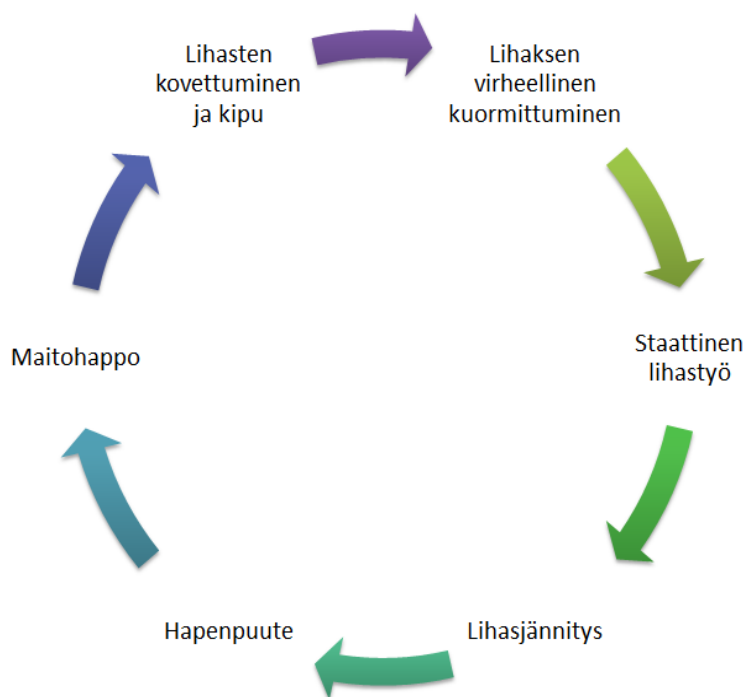 Lihasten
kovettuminen
ja kipu
Lihaksen
virheellinen
kuormittuminen
Staattinen
lihastyö
Lihasjännitys
Hapenpuute
Maitohappo